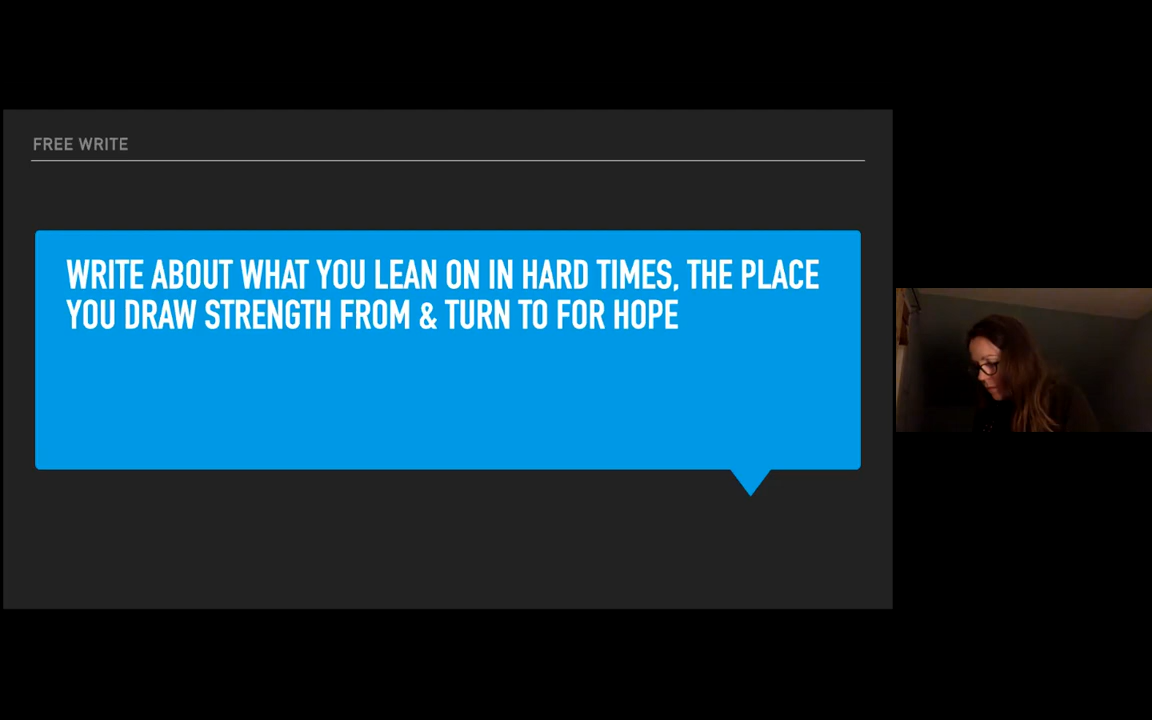 FREE WRITE
WRITE ABOUT WHAT YOU LEAN ON IN HARD TIMES, THE PLACE
YOU DRAW STRENGTH FROM & TURN TO FOR HOPE